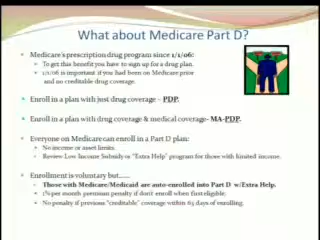 What about Medicare Part D?
Medicare's prescription drug program since 1/1/06:
To get this benefit you have to sign up for a drug plan.
1/1/06 is important if you had been on Medicare prior
and no creditable drug coverage.
Enroll in a plan with just drug coverage – PDP.
Enroll in a plan with drug coverage & medical coverage- MA-PDP.
Everyone on Medicare can enroll in a Part D plan:
No income or asset limits.
Review Low Income Subsidy or "Extra Help" program for those with limited income.
Enrollment is voluntary but......
Those with Medicare/Medicaid are auto-enrolled into Part D w/Extra Help.
1% per month premium penalty if don't enroll when first eligible.
No penalty if previous "creditable" coverage within 63 days of enrolling.